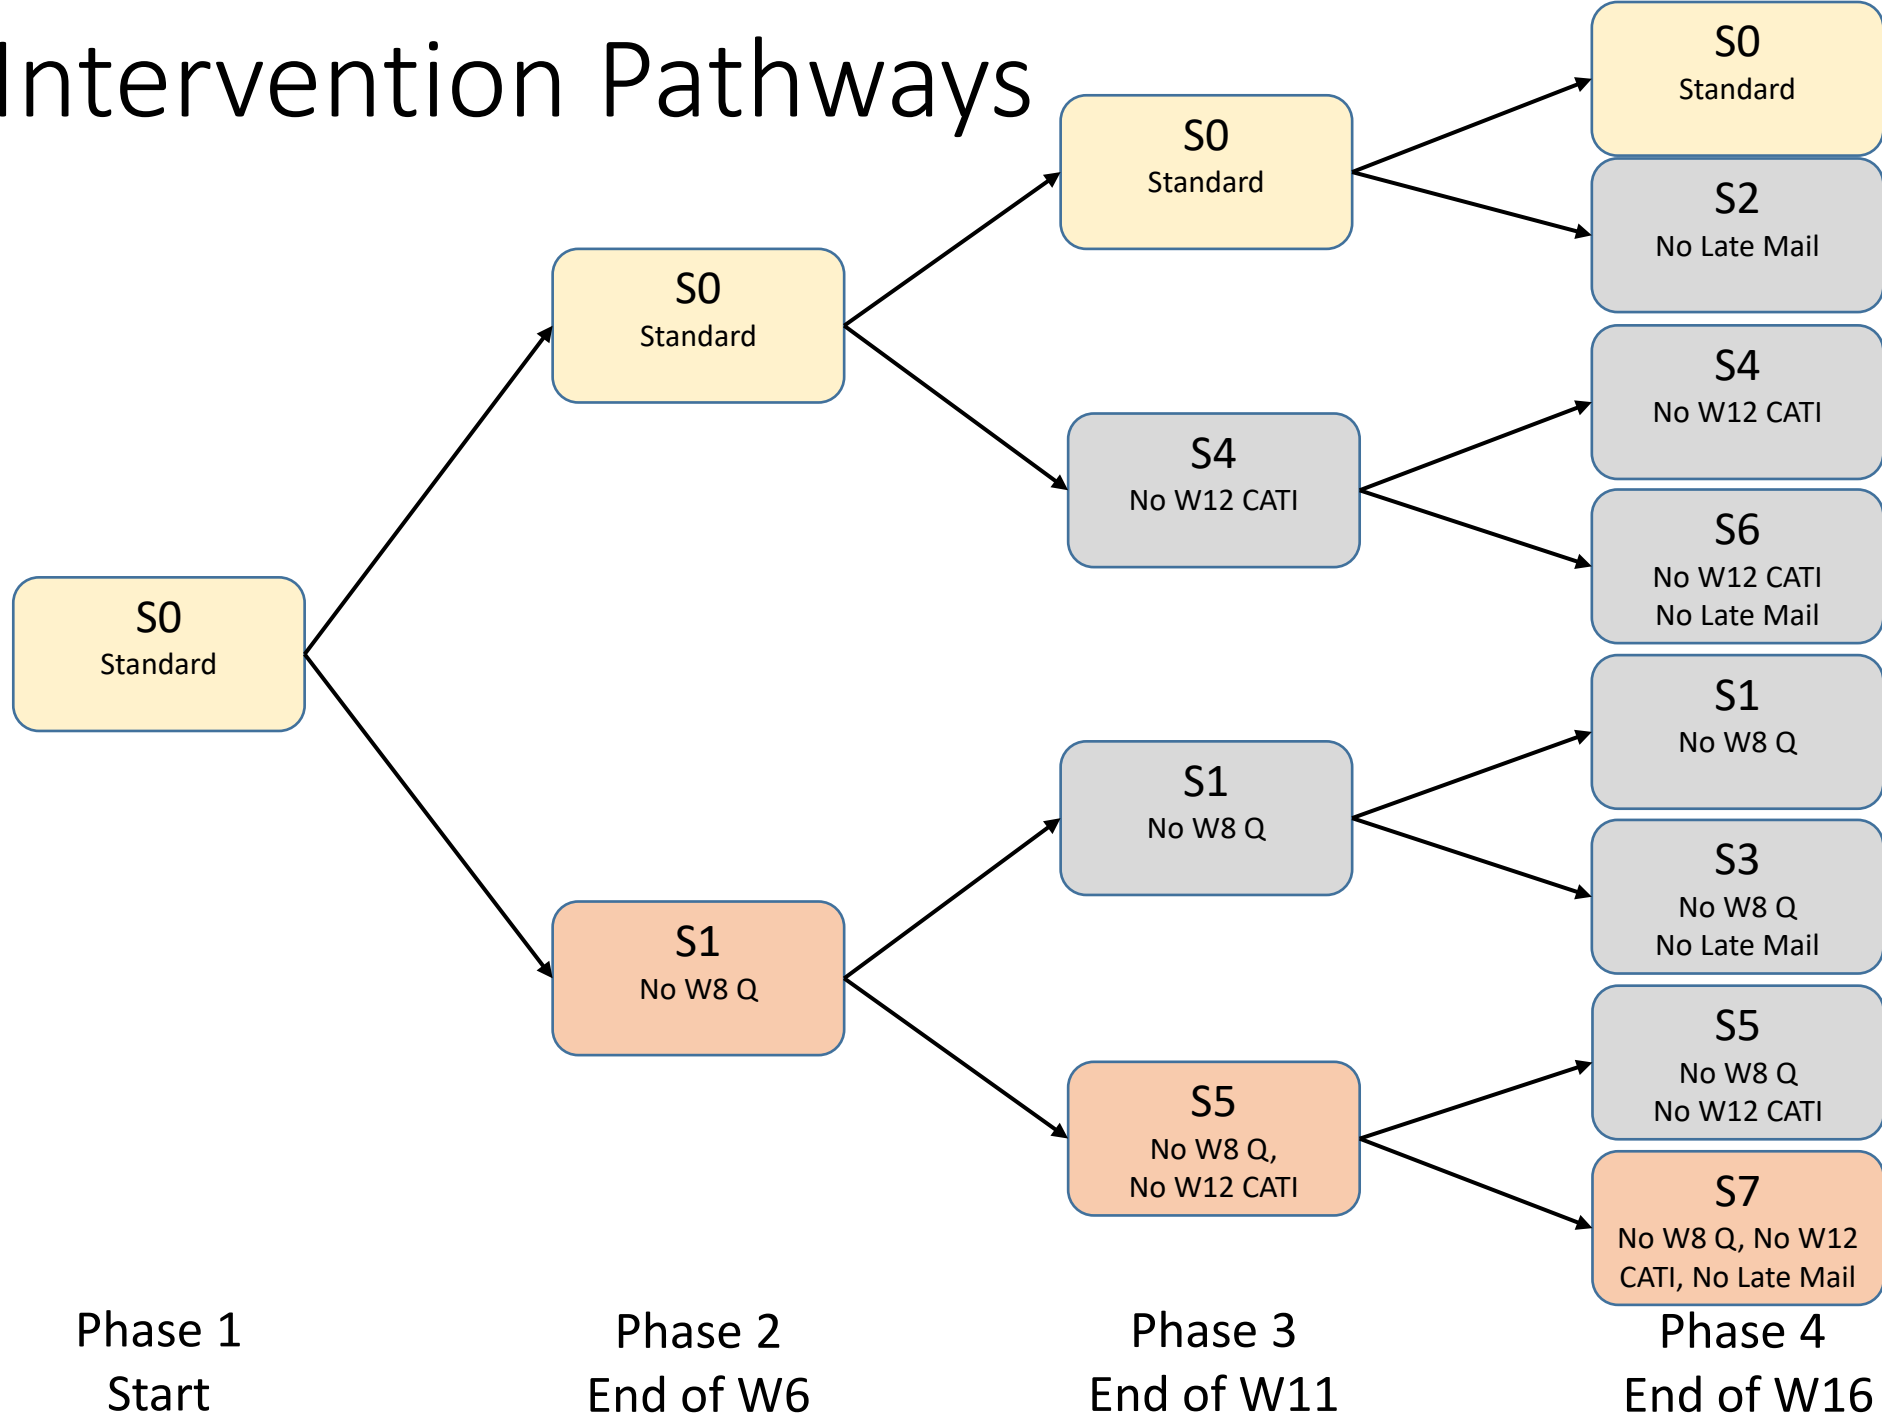 Intervention Pathways
S0
Standard
S0
Standard
S1
No W8 Q
S0
Standard
S4
No W12 CATI
S1
No W8 Q
S5
No W8 Q,
No W12 CATI
S0
Standard
S2
No Late Mail
S4
No W12 CATI
S6
No W12 CATI
No Late Mail
S1
No W8 Q
S3
No W8 Q
No Late Mail
S5
No W8 Q
No W12 CATI
S7
No W8 Q, No W12
CATI, No Late Mail
Phase 1
Start
Phase 2
End of W6
Phase 3
End of W11
Phase 4
End of W16